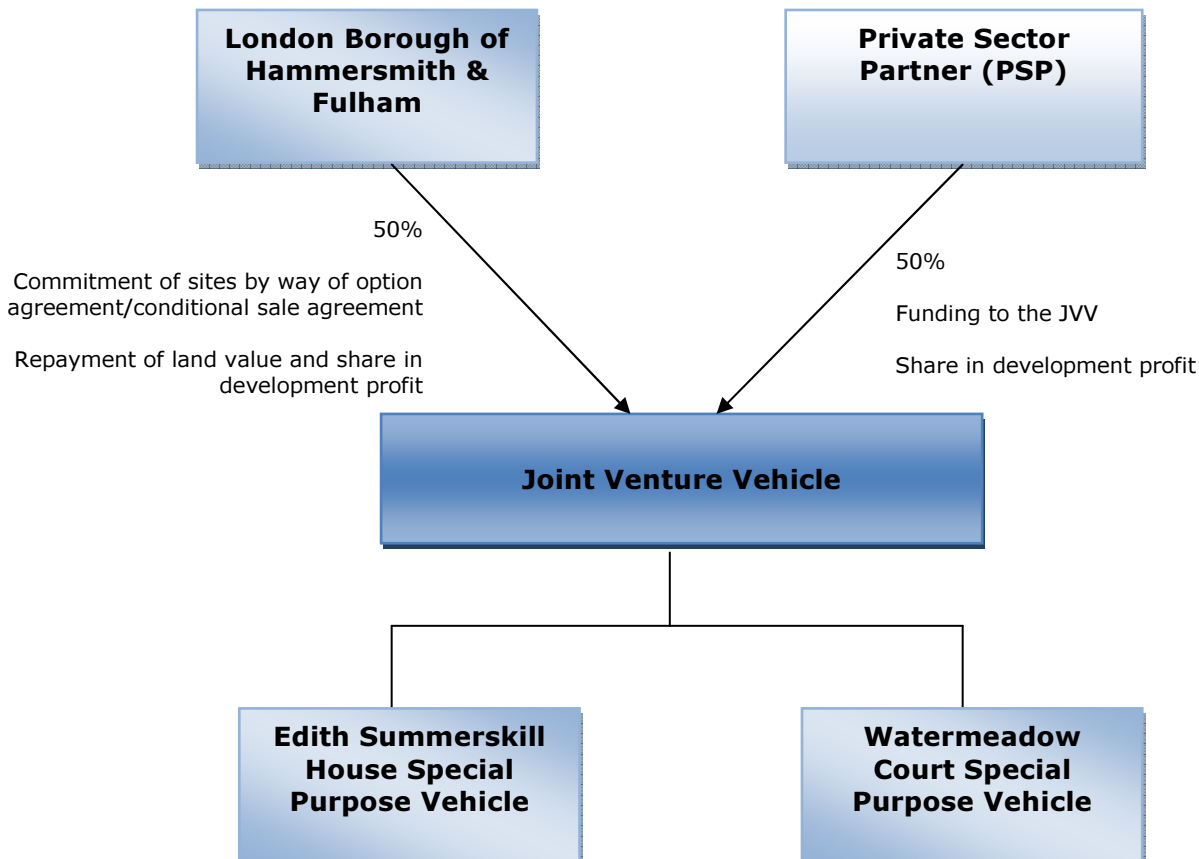 London Borough of
Hammersmith &
Fulham
Private Sector
Partner (PSP)
50%
Commitment of sites by way of option
agreement/conditional sale agreement
Repayment of land value and share in
development profit
50%
Funding to the JVV
Share in development profit
Joint Venture Vehicle
Edith Summerskill
House Special
Purpose Vehicle
Watermeadow
Court Special
Purpose Vehicle